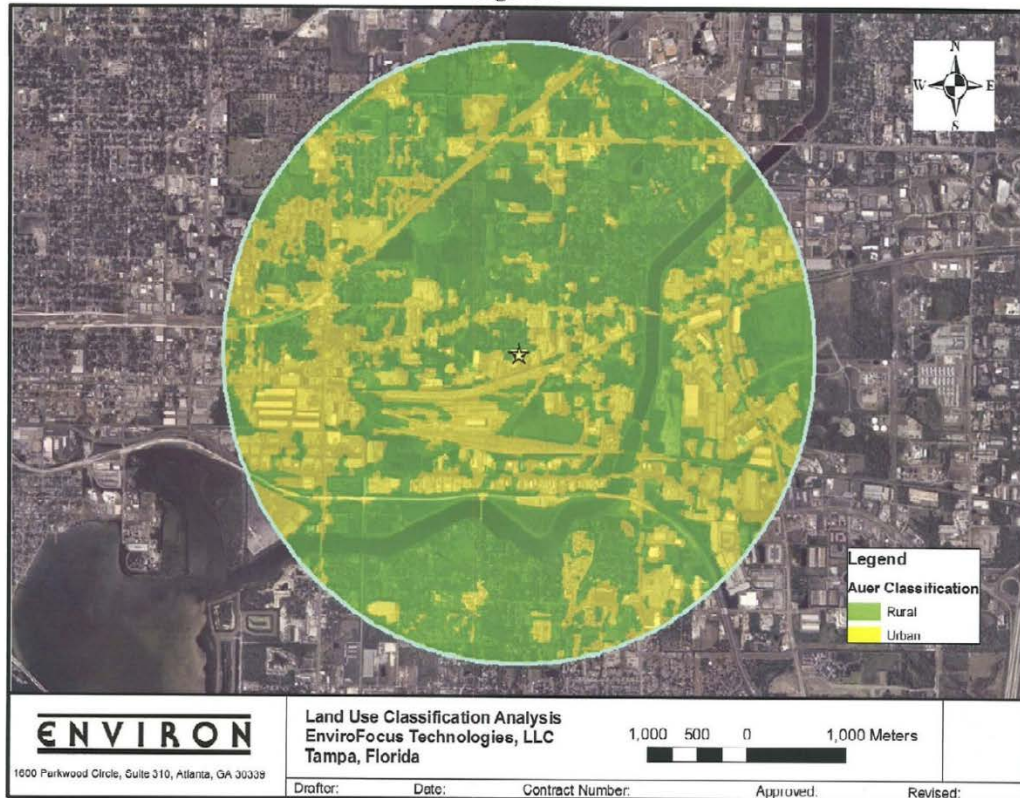 N
W E
S
Legend
Auer Classification
Rural
Urban
ENVIRON
1600 Parkwood Circle, Suite 310, Atlanta, GA 30339
Land Use Classification Analysis
EnviroFocus Technologies, LLC
Tampa, Florida
1,000 500 0 1,000 Meters
Drafter: Date: Contract Number: Approved: Revised: